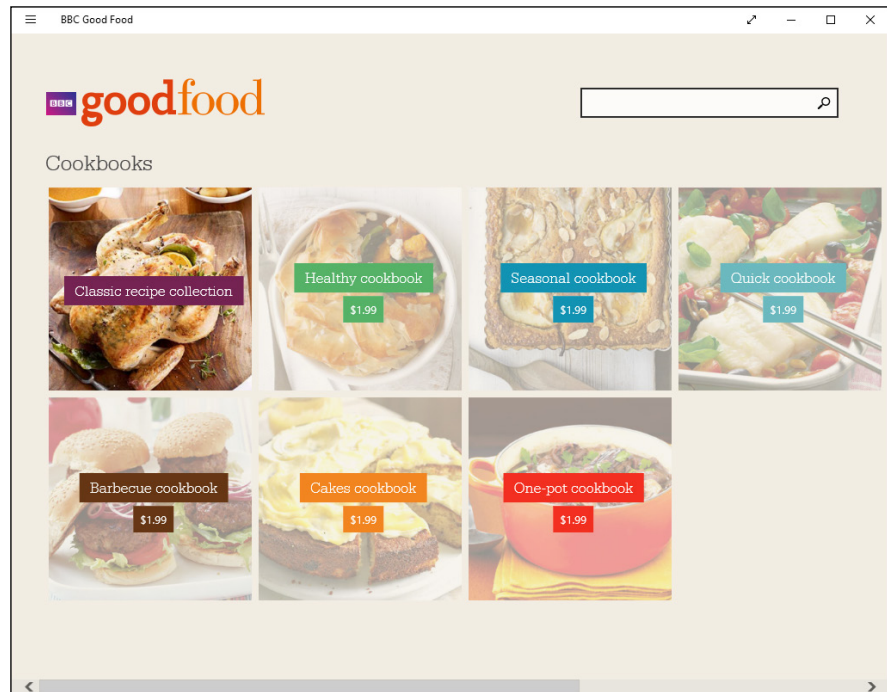 BBC Good Food
BBC goodfood
Cookbooks
Classic recipe collection
Healthy cookbook
$1.99
Seasonal cookbook
$1.99
Quick cookbook
$1.99
Barbecue cookbook
$1.99
Cakes cookbook
$1.99
One-pot cookbook
$1.99